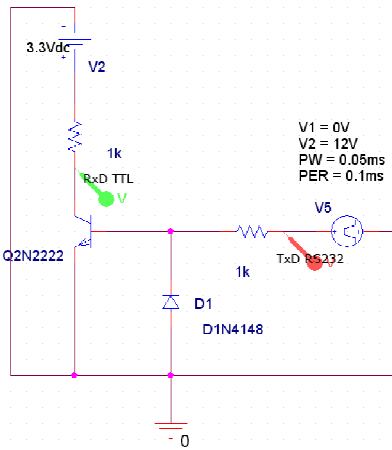 3.3Vdc
V2
1k
RxD TTL
V
Q2N2222
V1 = 0V
V2 = 12V
PW = 0.05ms
PER = 0.1ms
V5
1k
TxD RS232
D1
D1N4148
0